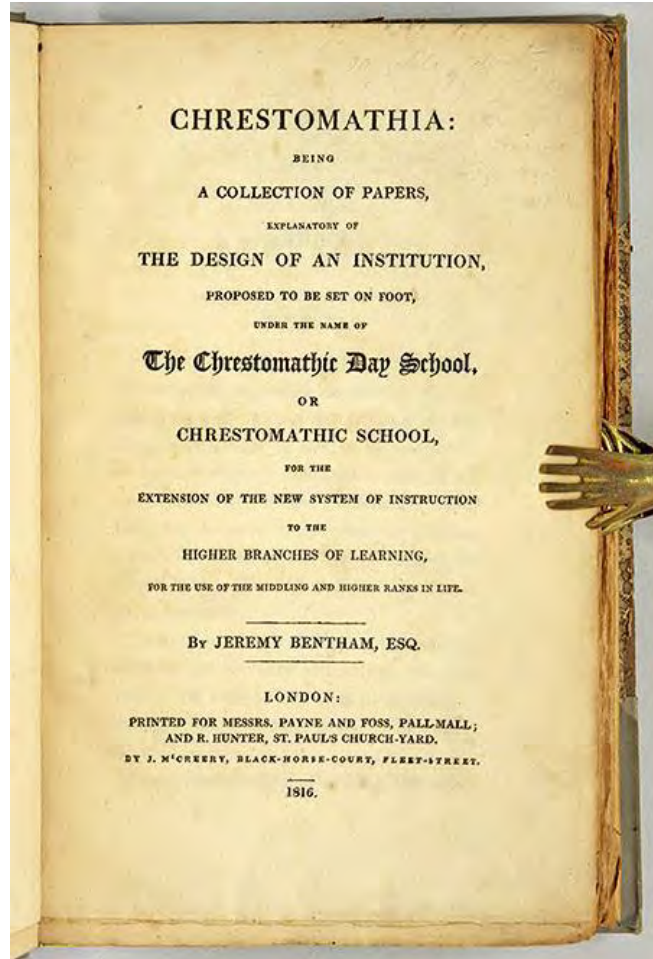 CHRESTOMATHIA:
BEING
A COLLECTION OF PAPERS,
EXPLANATORY OF
THE DESIGN OF AN INSTITUTION,
PROPOSED TO BE SET ON FOOT,
UNDER THE NAME OF
The Chrestomathic Day School,
OR
CHRESTOMATHIC SCHOOL,
FOR THE
EXTENSION OF THE NEW SYSTEM OF INSTRUCTION
TO THE
HIGHER BRANCHES OF LEARNING,
FOR THE USE OF THE MIDDLING AND HIGHER RANKS IN LIFE.
BY JEREMY BENTHAM, ESQ.
LONDON:
PRINTED FOR MESSRS. PAYNE AND FOSS, PALL-MALL;
AND R. HUNTER, ST. PAUL'S CHURCH-YARD.
BY J. M‘CREERY, BLACK-HORSE-COURT, FLEET-STREET.
1816.